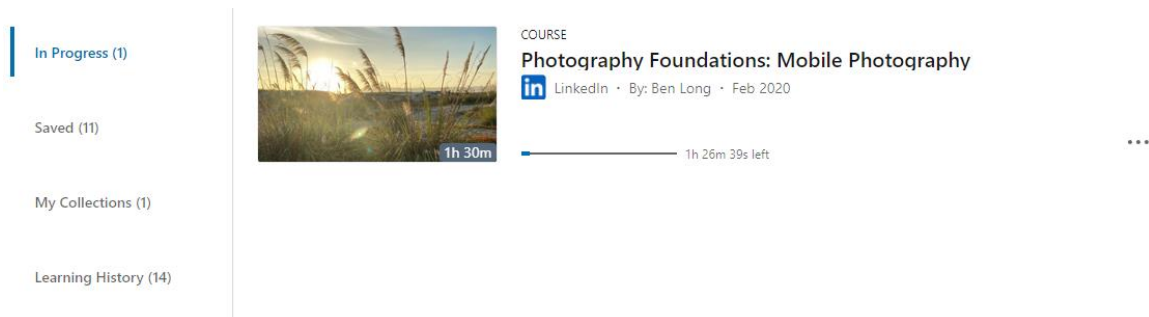 In Progress (1)
Saved (11)
My Collections (1)
Learning History (14)
1h 30m
COURSE
Photography Foundations: Mobile Photography
in LinkedIn · By: Ben Long · Feb 2020
1h 26m 39s left